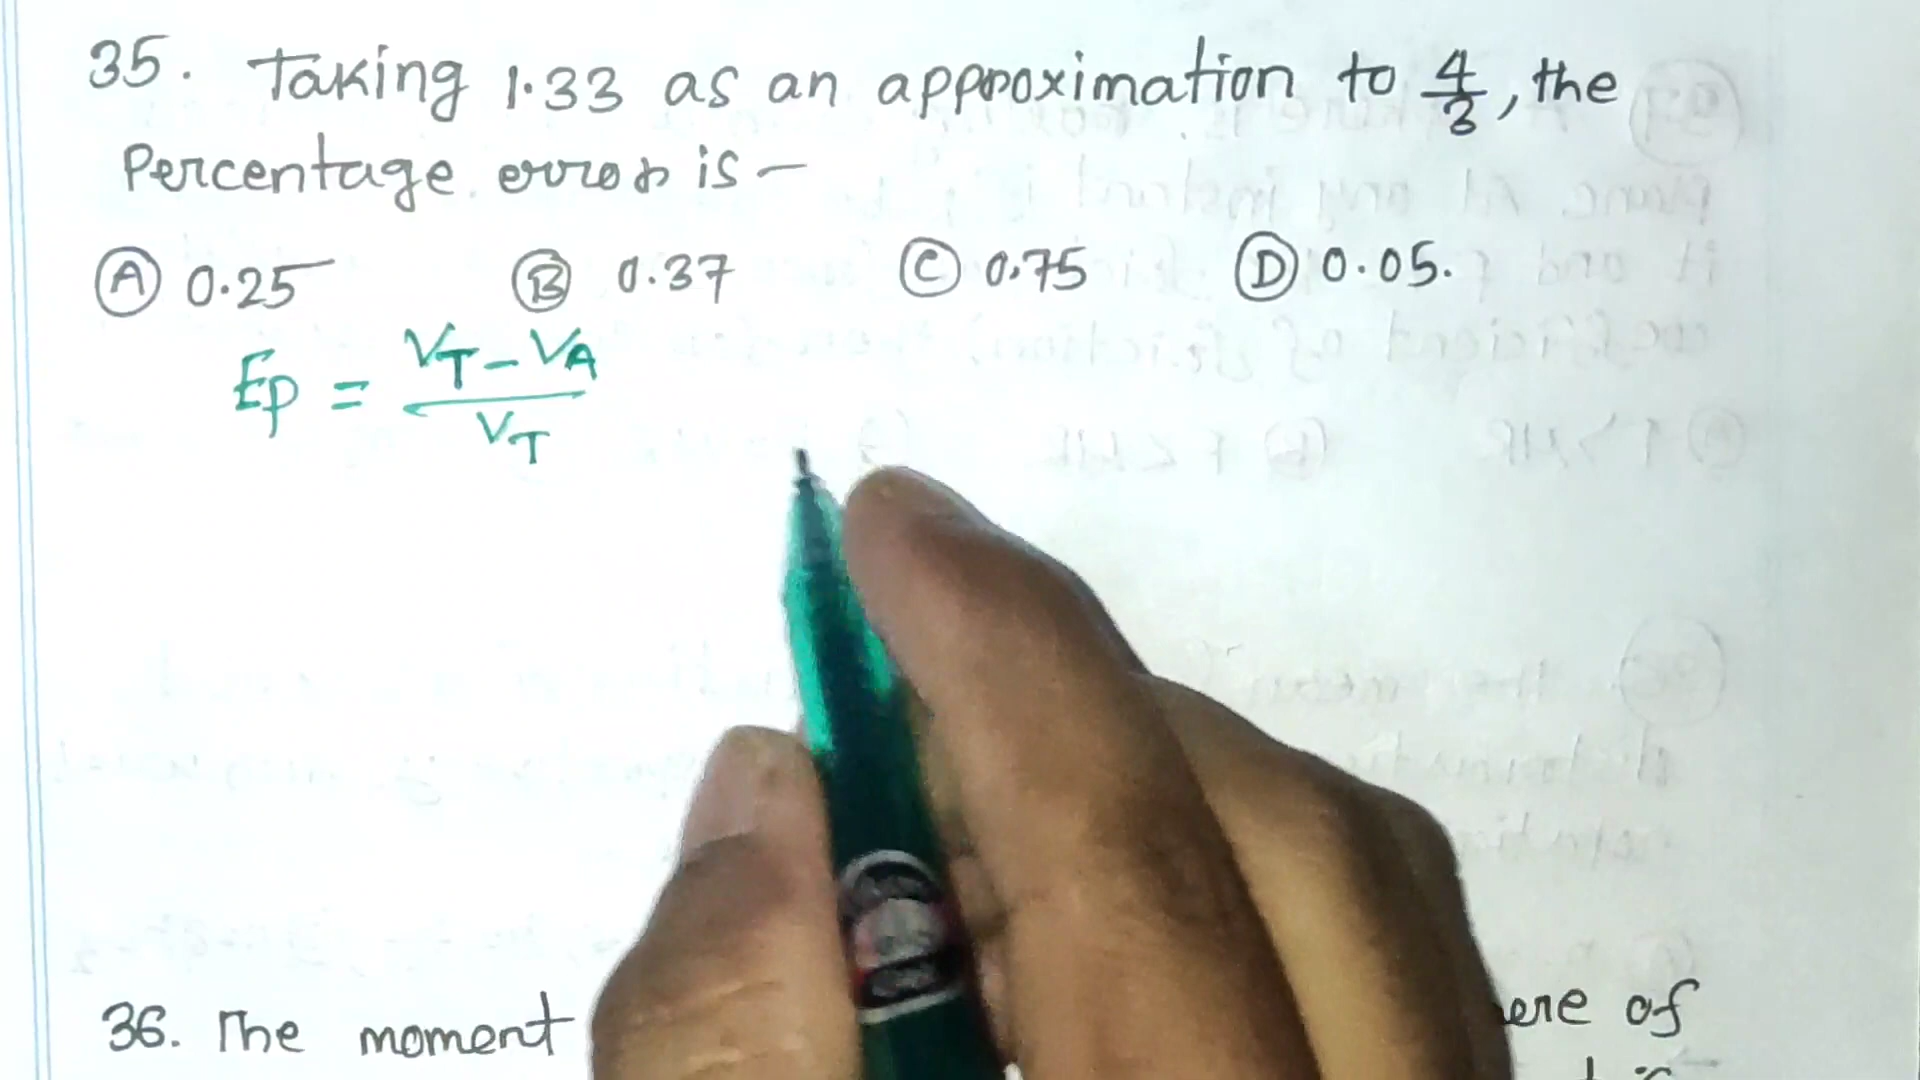 35. Taking 1.33 as an approximation to 4/3, the
Percentage error is —
(A) 0.25 (B) 0.37 (C) 0.75 (D) 0.05.
Ep = (VT - VA) / VT
36. The moment ere of